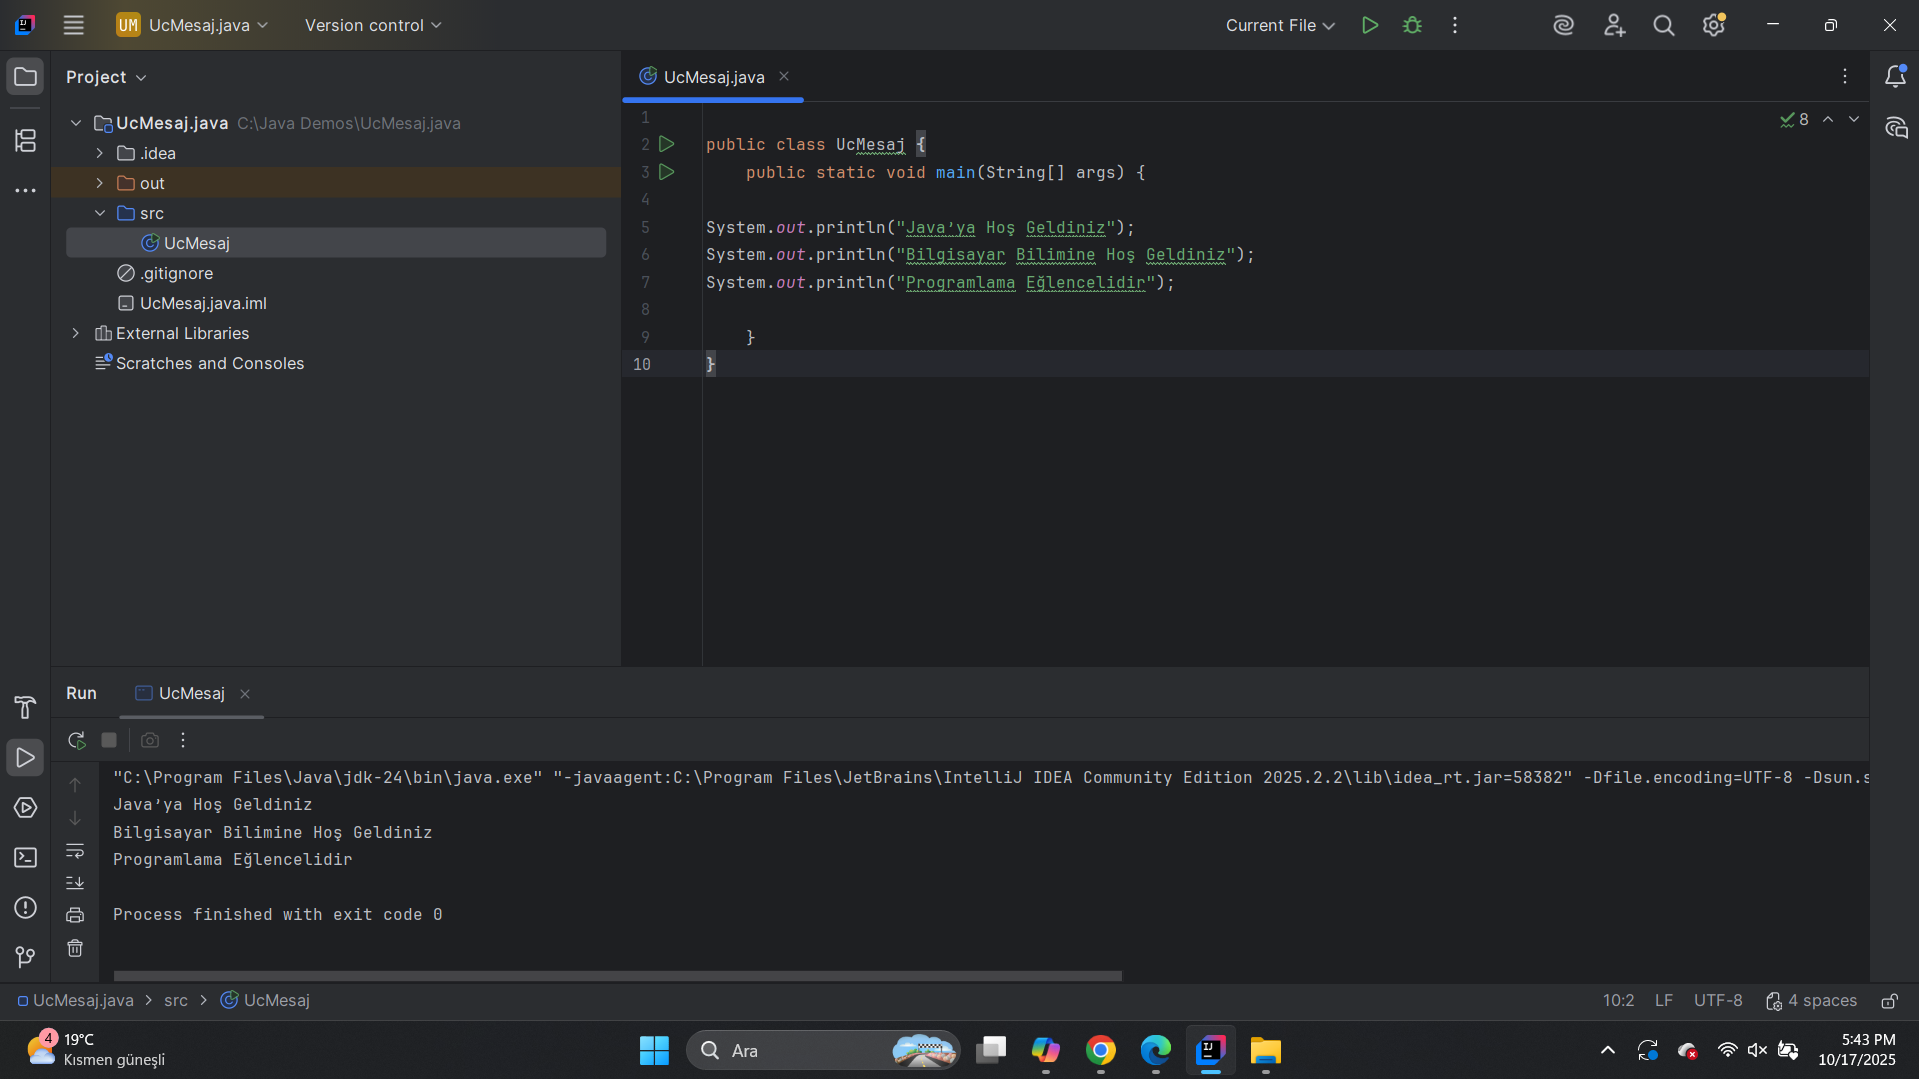 UM UcMesaj.java Version control Current File
Project
UcMesaj.java C:\Java Demos\UcMesaj.java
.idea
out
src
UcMesaj
.gitignore
UcMesaj.java.iml
External Libraries
Scratches and Consoles
UcMesaj.java
8
1
2 public class UcMesaj {
3 public static void main(String[] args) {
4
5 System.out.println("Java’ya Hoş Geldiniz");
6 System.out.println("Bilgisayar Bilimine Hoş Geldiniz");
7 System.out.println("Programlama Eğlencelidir");
8
9 }
10 }
Run UcMesaj
"C:\Program Files\Java\jdk-24\bin\java.exe" "-javaagent:C:\Program Files\JetBrains\IntelliJ IDEA Community Edition 2025.2.2\lib\idea_rt.jar=58382" -Dfile.encoding=UTF-8 -Dsun.s
Java’ya Hoş Geldiniz
Bilgisayar Bilimine Hoş Geldiniz
Programlama Eğlencelidir
Process finished with exit code 0
UcMesaj.java > src > UcMesaj 10:2 LF UTF-8 4 spaces
4 19°C
Kısmen güneşli
Ara
5:43 PM
10/17/2025